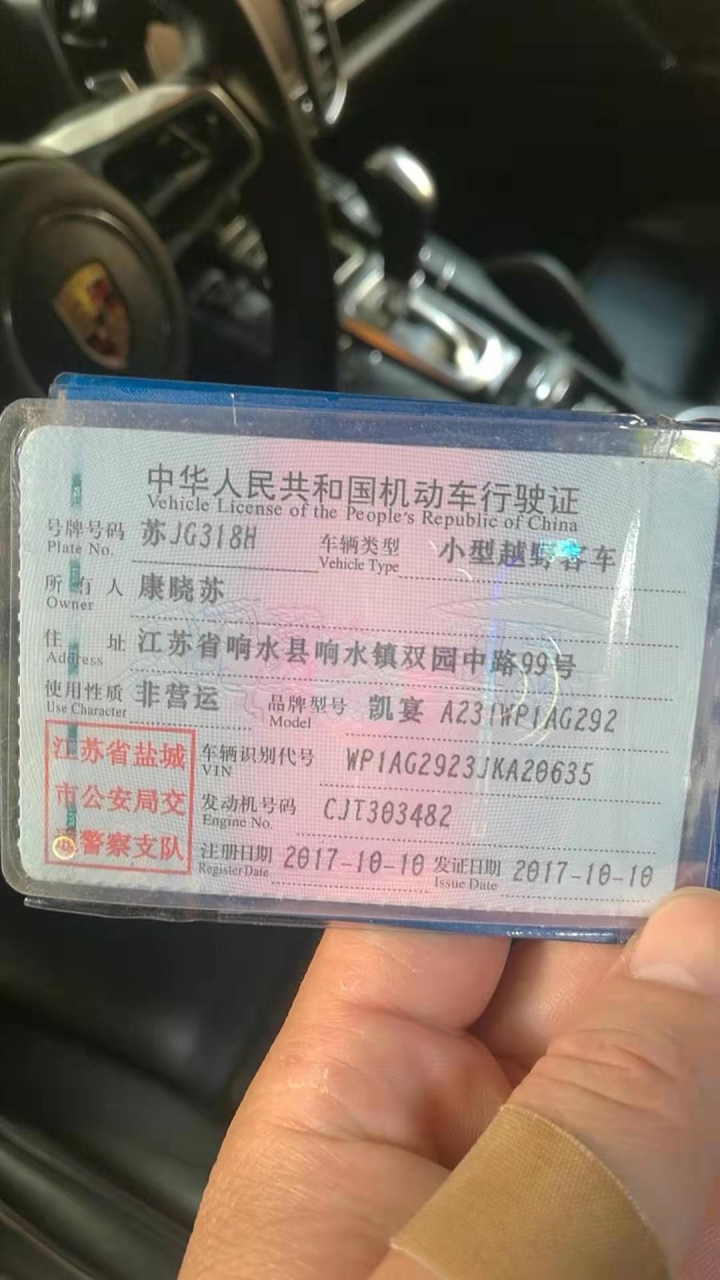 中华人民共和国机动车行驶证
Vehicle License of the People's Republic of China
号牌号码 苏JG318H 车辆类型 小型越野客车
Plate No. Vehicle Type
所有人 康晓苏
Owner
住址 江苏省响水县响水镇双园中路99号
Address
使用性质 非营运 品牌型号 凯宴 A231WP1AG292
Use Character Model
江苏省盐城 车辆识别代号 WP1AG2923JKA20635
VIN
市公安局交 发动机号码 CJT303482
Engine No.
通警察支队 注册日期 2017-10-10 发证日期 2017-10-10
Register Date Issue Date